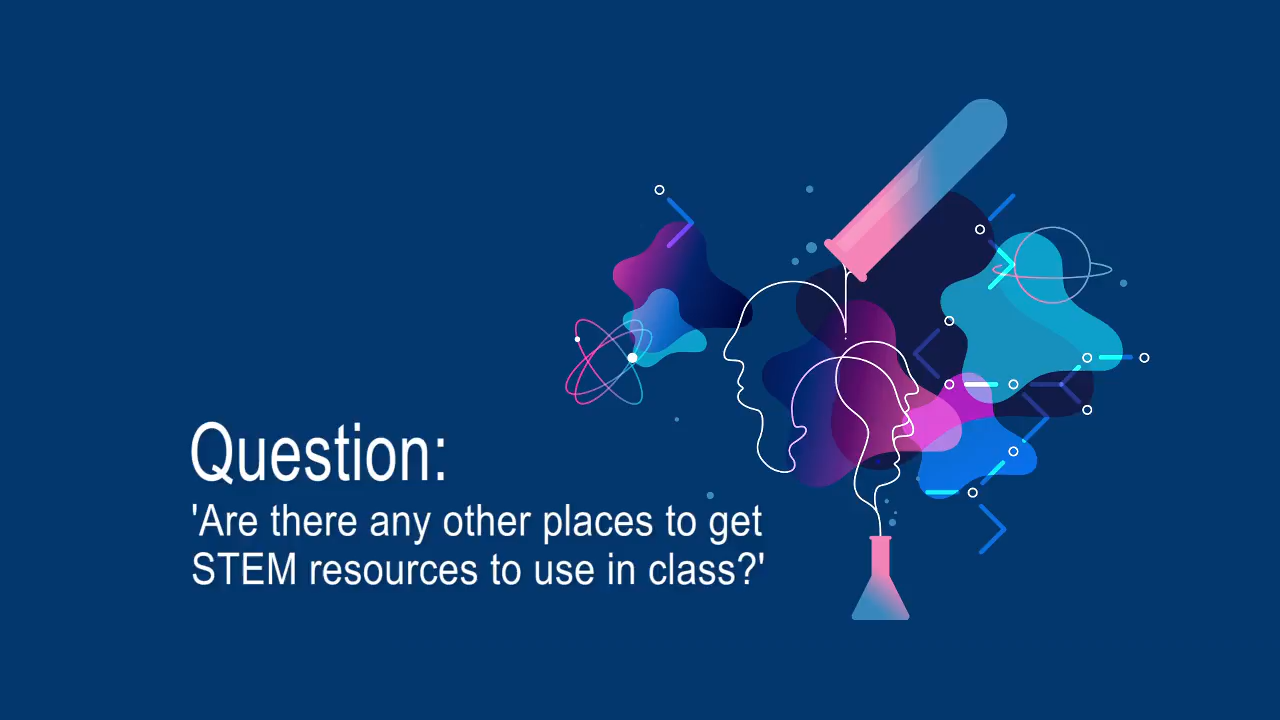 Question:
'Are there any other places to get
STEM resources to use in class?'